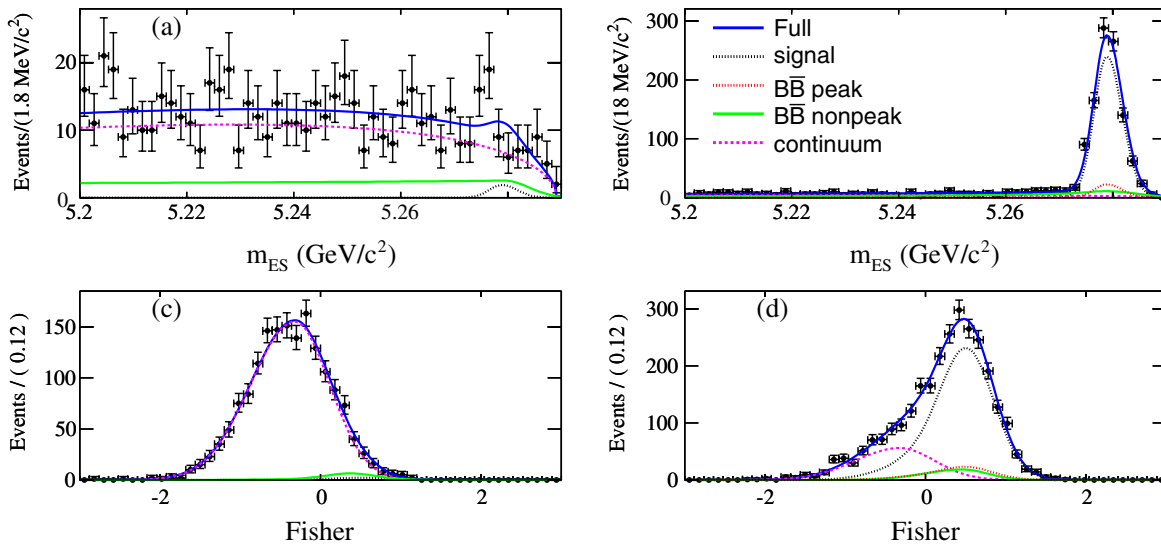 (a)
Events/(1.8 MeV/c²)
20
10
0
5.2 5.22 5.24 5.26
m_ES (GeV/c²)
Events/(18 MeV/c²)
300
200
100
0
Full
signal
BB̅ peak
BB̅ nonpeak
continuum
5.2 5.22 5.24 5.26
m_ES (GeV/c²)
(c)
Events / ( 0.12 )
150
100
50
0
-2 0 2
Fisher
(d)
Events / ( 0.12 )
300
200
100
0
-2 0 2
Fisher